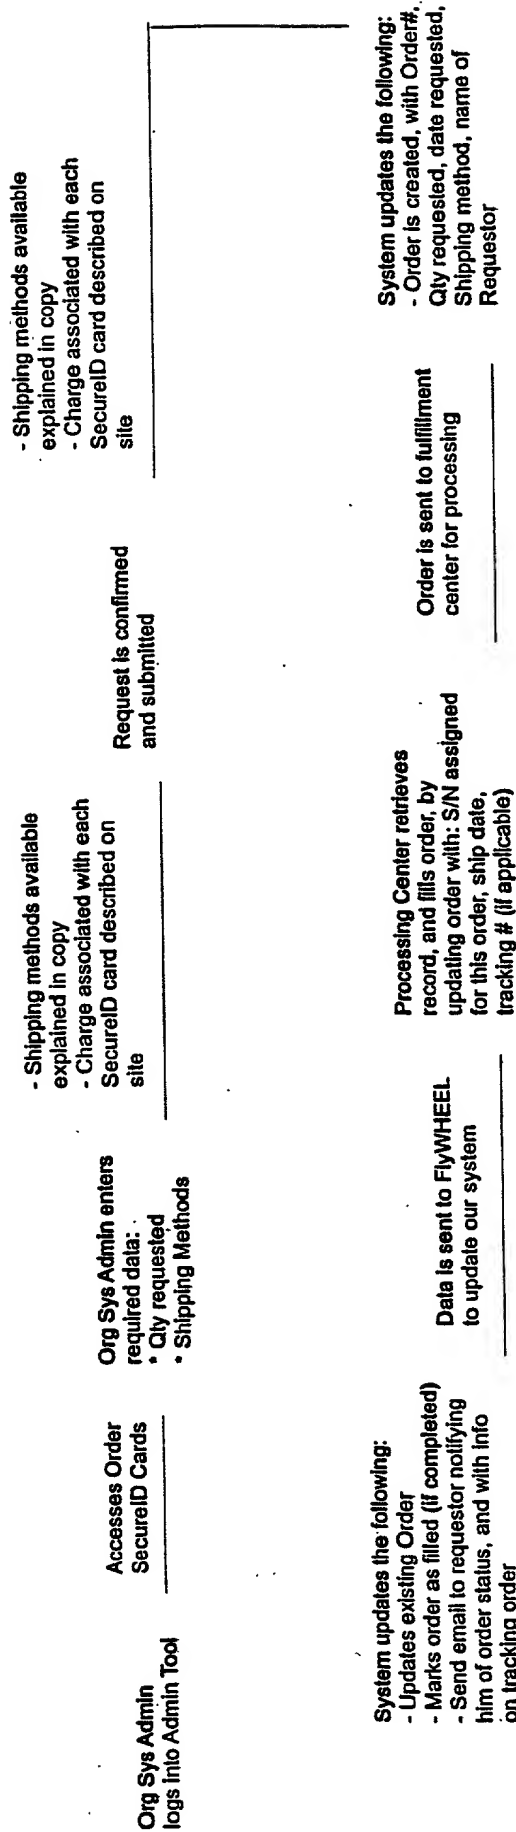 Org Sys Admin
logs into Admin Tool
Accesses Order
SecureID Cards
Org Sys Admin enters
required data:
* Qty requested
* Shipping Methods
- Shipping methods available
explained in copy
- Charge associated with each
SecureID card described on
site
Request is confirmed
and submitted
- Shipping methods available
explained in copy
- Charge associated with each
SecureID card described on
site
System updates the following:
- Order is created, with Order#,
Qty requested, date requested,
Shipping method, name of
Requestor
Order is sent to fulfillment
center for processing
Processing Center retrieves
record, and fills order, by
updating order with: S/N assigned
for this order, ship date,
tracking # (if applicable)
Data is sent to FlyWHEEL
to update our system
System updates the following:
- Updates existing Order
- Marks order as filled (if completed)
- Send email to requestor notifying
him of order status, and with info
on tracking order